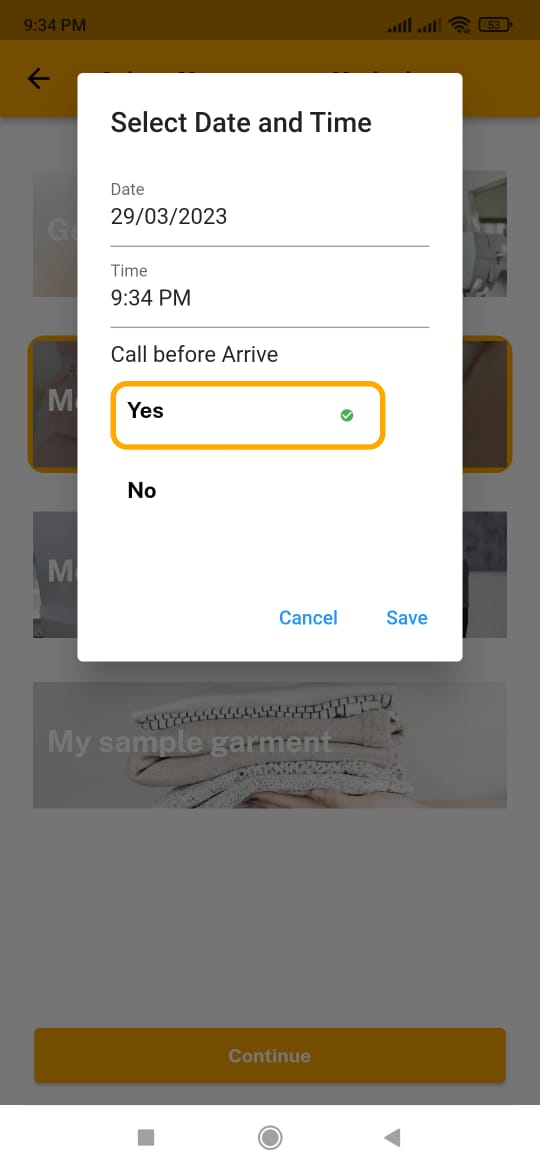 9:34 PM
53
Select Date and Time
Date
29/03/2023
Time
9:34 PM
Call before Arrive
Yes
No
Cancel
Save
My sample garment
Continue